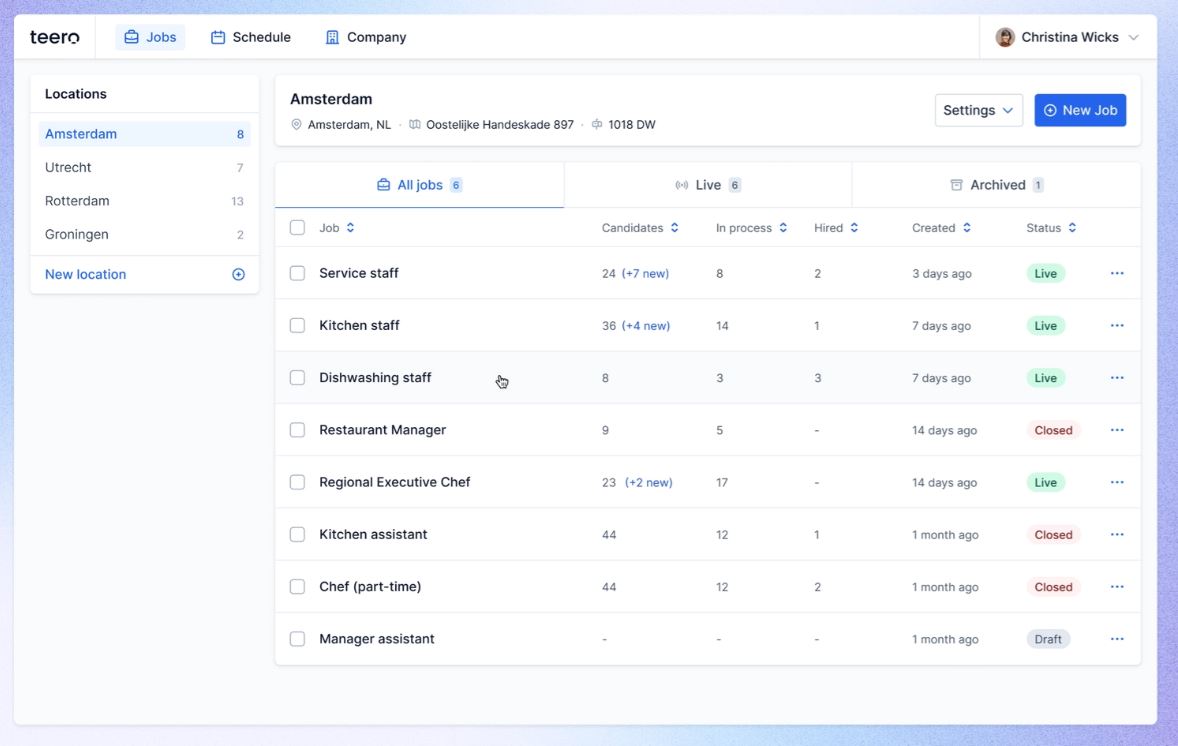 teero
Jobs
Schedule
Company
Christina Wicks
Locations
Amsterdam 8
Utrecht 7
Rotterdam 13
Groningen 2
New location
Amsterdam
Amsterdam, NL · Oostelijke Handeskade 897 · 1018 DW
Settings
New Job
All jobs 6
Live 6
Archived 1
Job Candidates In process Hired Created Status
Service staff 24 (+7 new) 8 2 3 days ago Live ...
Kitchen staff 36 (+4 new) 14 1 7 days ago Live ...
Dishwashing staff 8 3 3 7 days ago Live ...
Restaurant Manager 9 5 - 14 days ago Closed ...
Regional Executive Chef 23 (+2 new) 17 - 14 days ago Live ...
Kitchen assistant 44 12 1 1 month ago Closed ...
Chef (part-time) 44 12 2 1 month ago Closed ...
Manager assistant - - - 1 month ago Draft ...